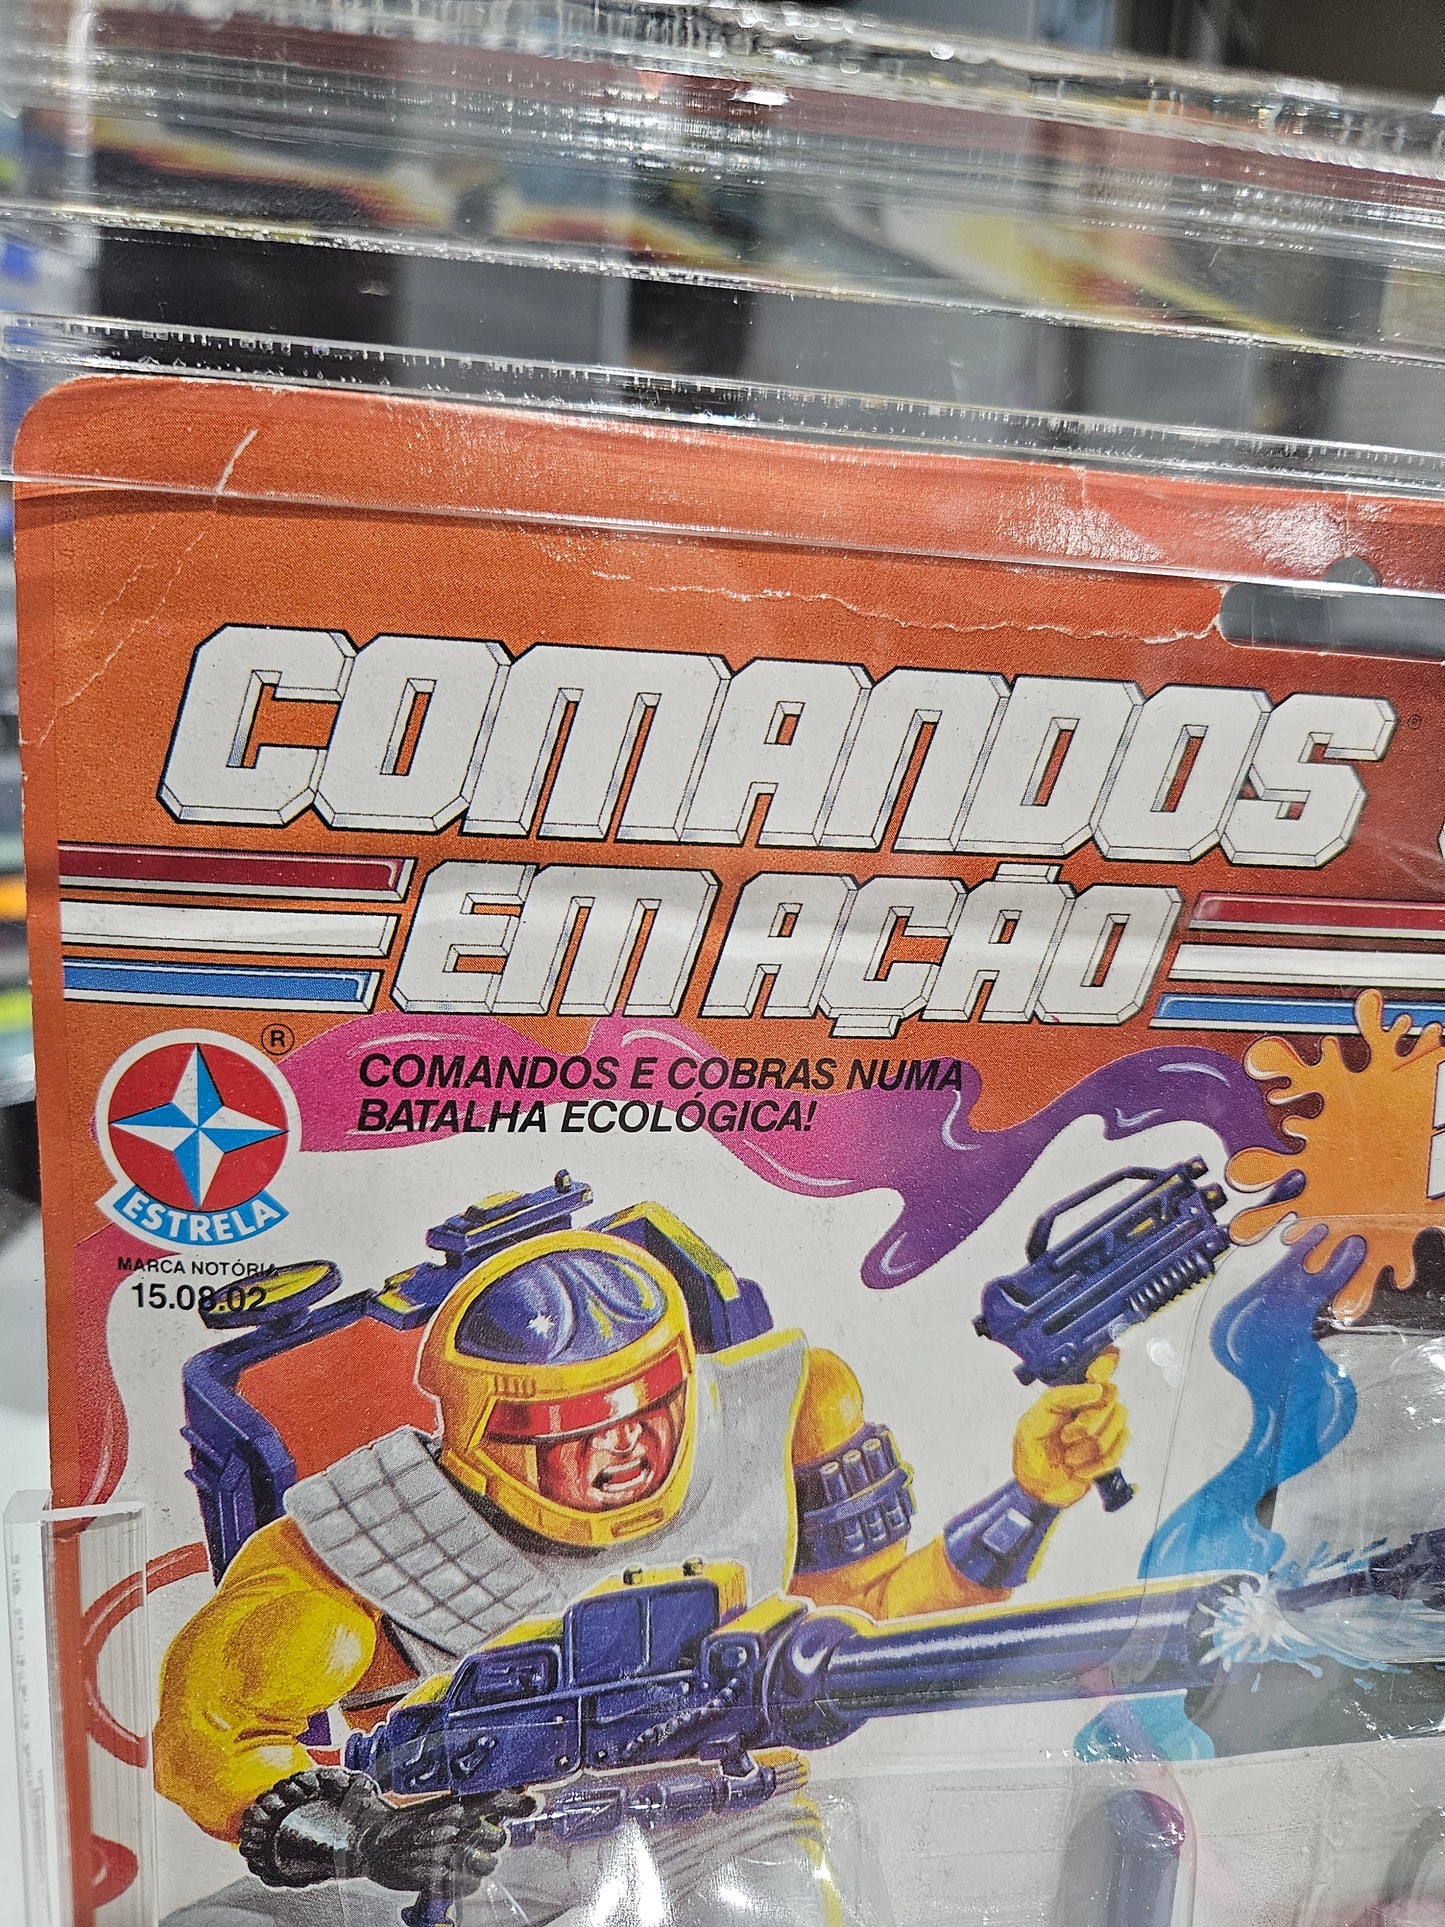 COMANDOS
EM AÇÃO
®
COMANDOS E COBRAS NUMA
BATALHA ECOLÓGICA!
ESTRELA
MARCA NOTÓRIA
15.08.02